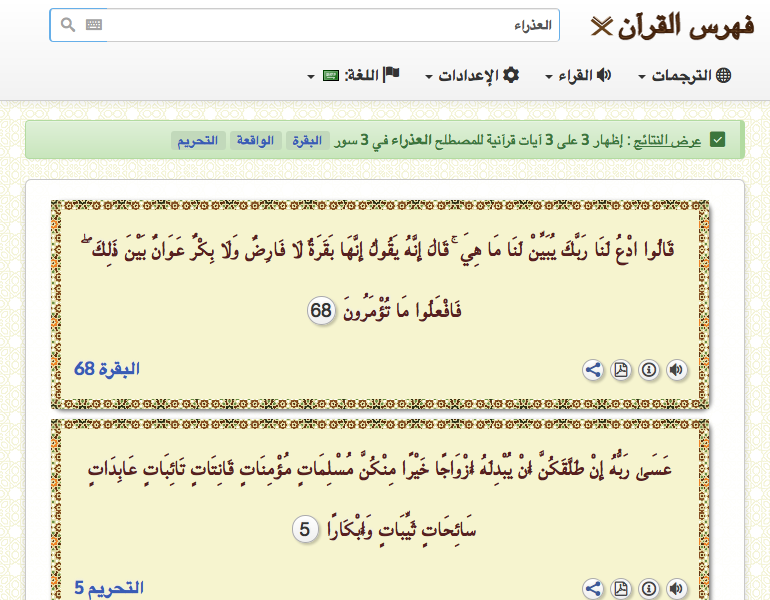 فهرس القرآن
العذراء
الترجمات
القراء
الإعدادات
اللغة:
عرض النتائج : إظهار 3 على 3 آيات قرآنية للمصطلح العذراء في 3 سور البقرة الواقعة التحريم
قَالُوا ادْعُ لَنَا رَبَّكَ يُبَيِّنْ لَنَا مَا هِيَ ۚ قَالَ إِنَّهُ يَقُولُ إِنَّهَا بَقَرَةٌ لَا فَارِضٌ وَلَا بِكْرٌ عَوَانٌ بَيْنَ ذَٰلِكَ ۖ
فَافْعَلُوا مَا تُؤْمَرُونَ 68
البقرة 68
عَسَىٰ رَبُّهُ إِنْ طَلَّقَكُنَّ أَنْ يُبْدِلَهُ أَزْوَاجًا خَيْرًا مِنْكُنَّ مُسْلِمَاتٍ مُؤْمِنَاتٍ قَانِتَاتٍ تَائِبَاتٍ عَابِدَاتٍ
سَائِحَاتٍ ثَيِّبَاتٍ وَأَبْكَارًا 5
التحريم 5